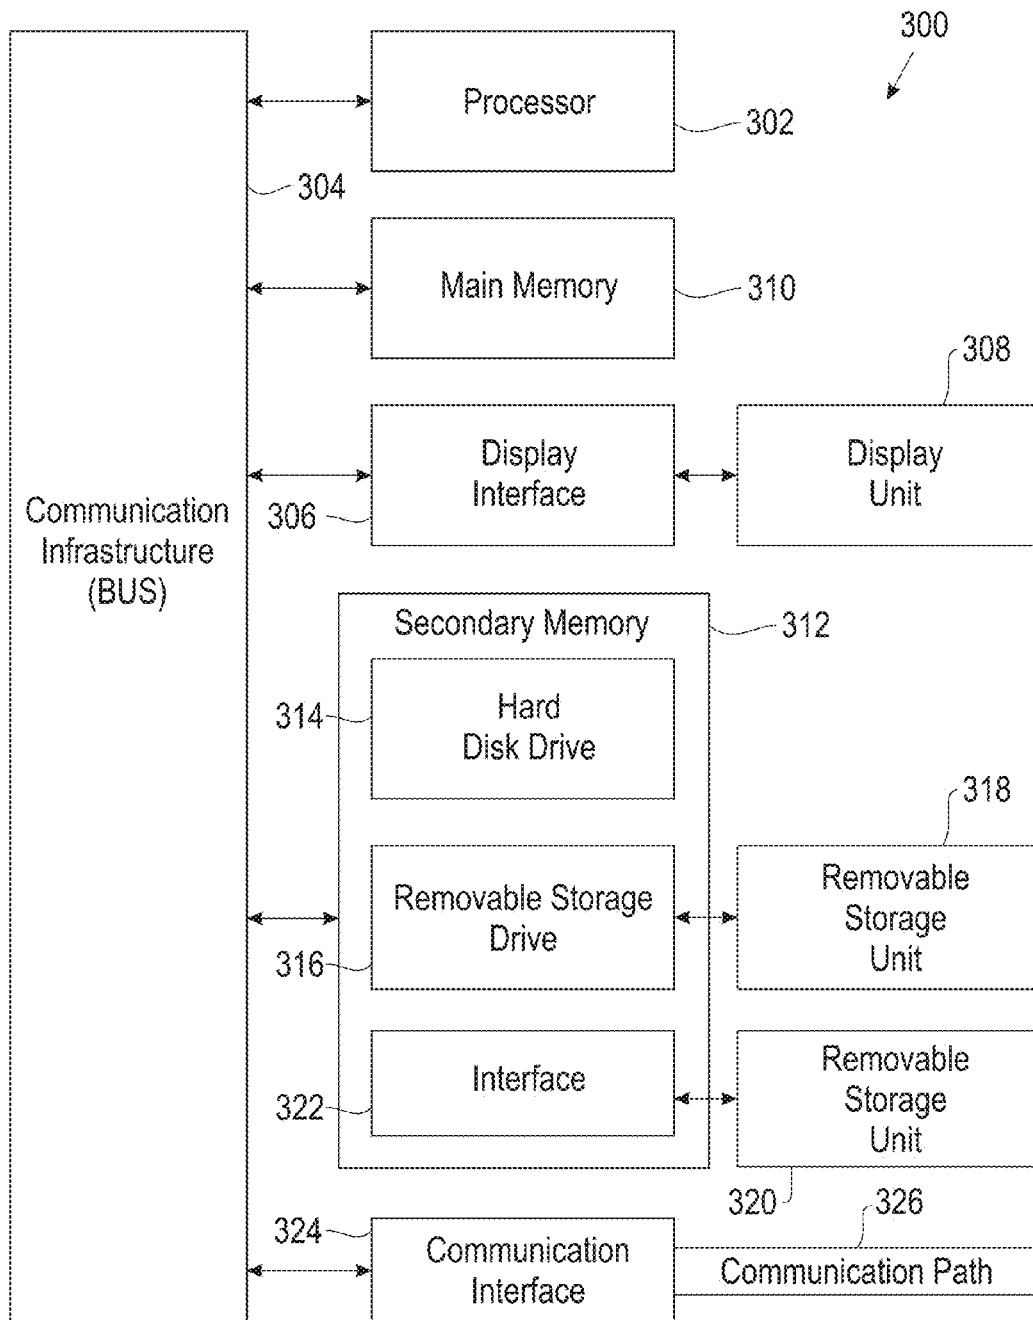 300
Processor
302
304
Main Memory
310
308
Display
Interface
Display
Unit
306
Communication
Infrastructure
(BUS)
Secondary Memory
312
314
Hard
Disk Drive
318
Removable Storage
Drive
Removable
Storage
Unit
316
Interface
Removable
Storage
Unit
322
320
326
324
Communication
Interface
Communication Path